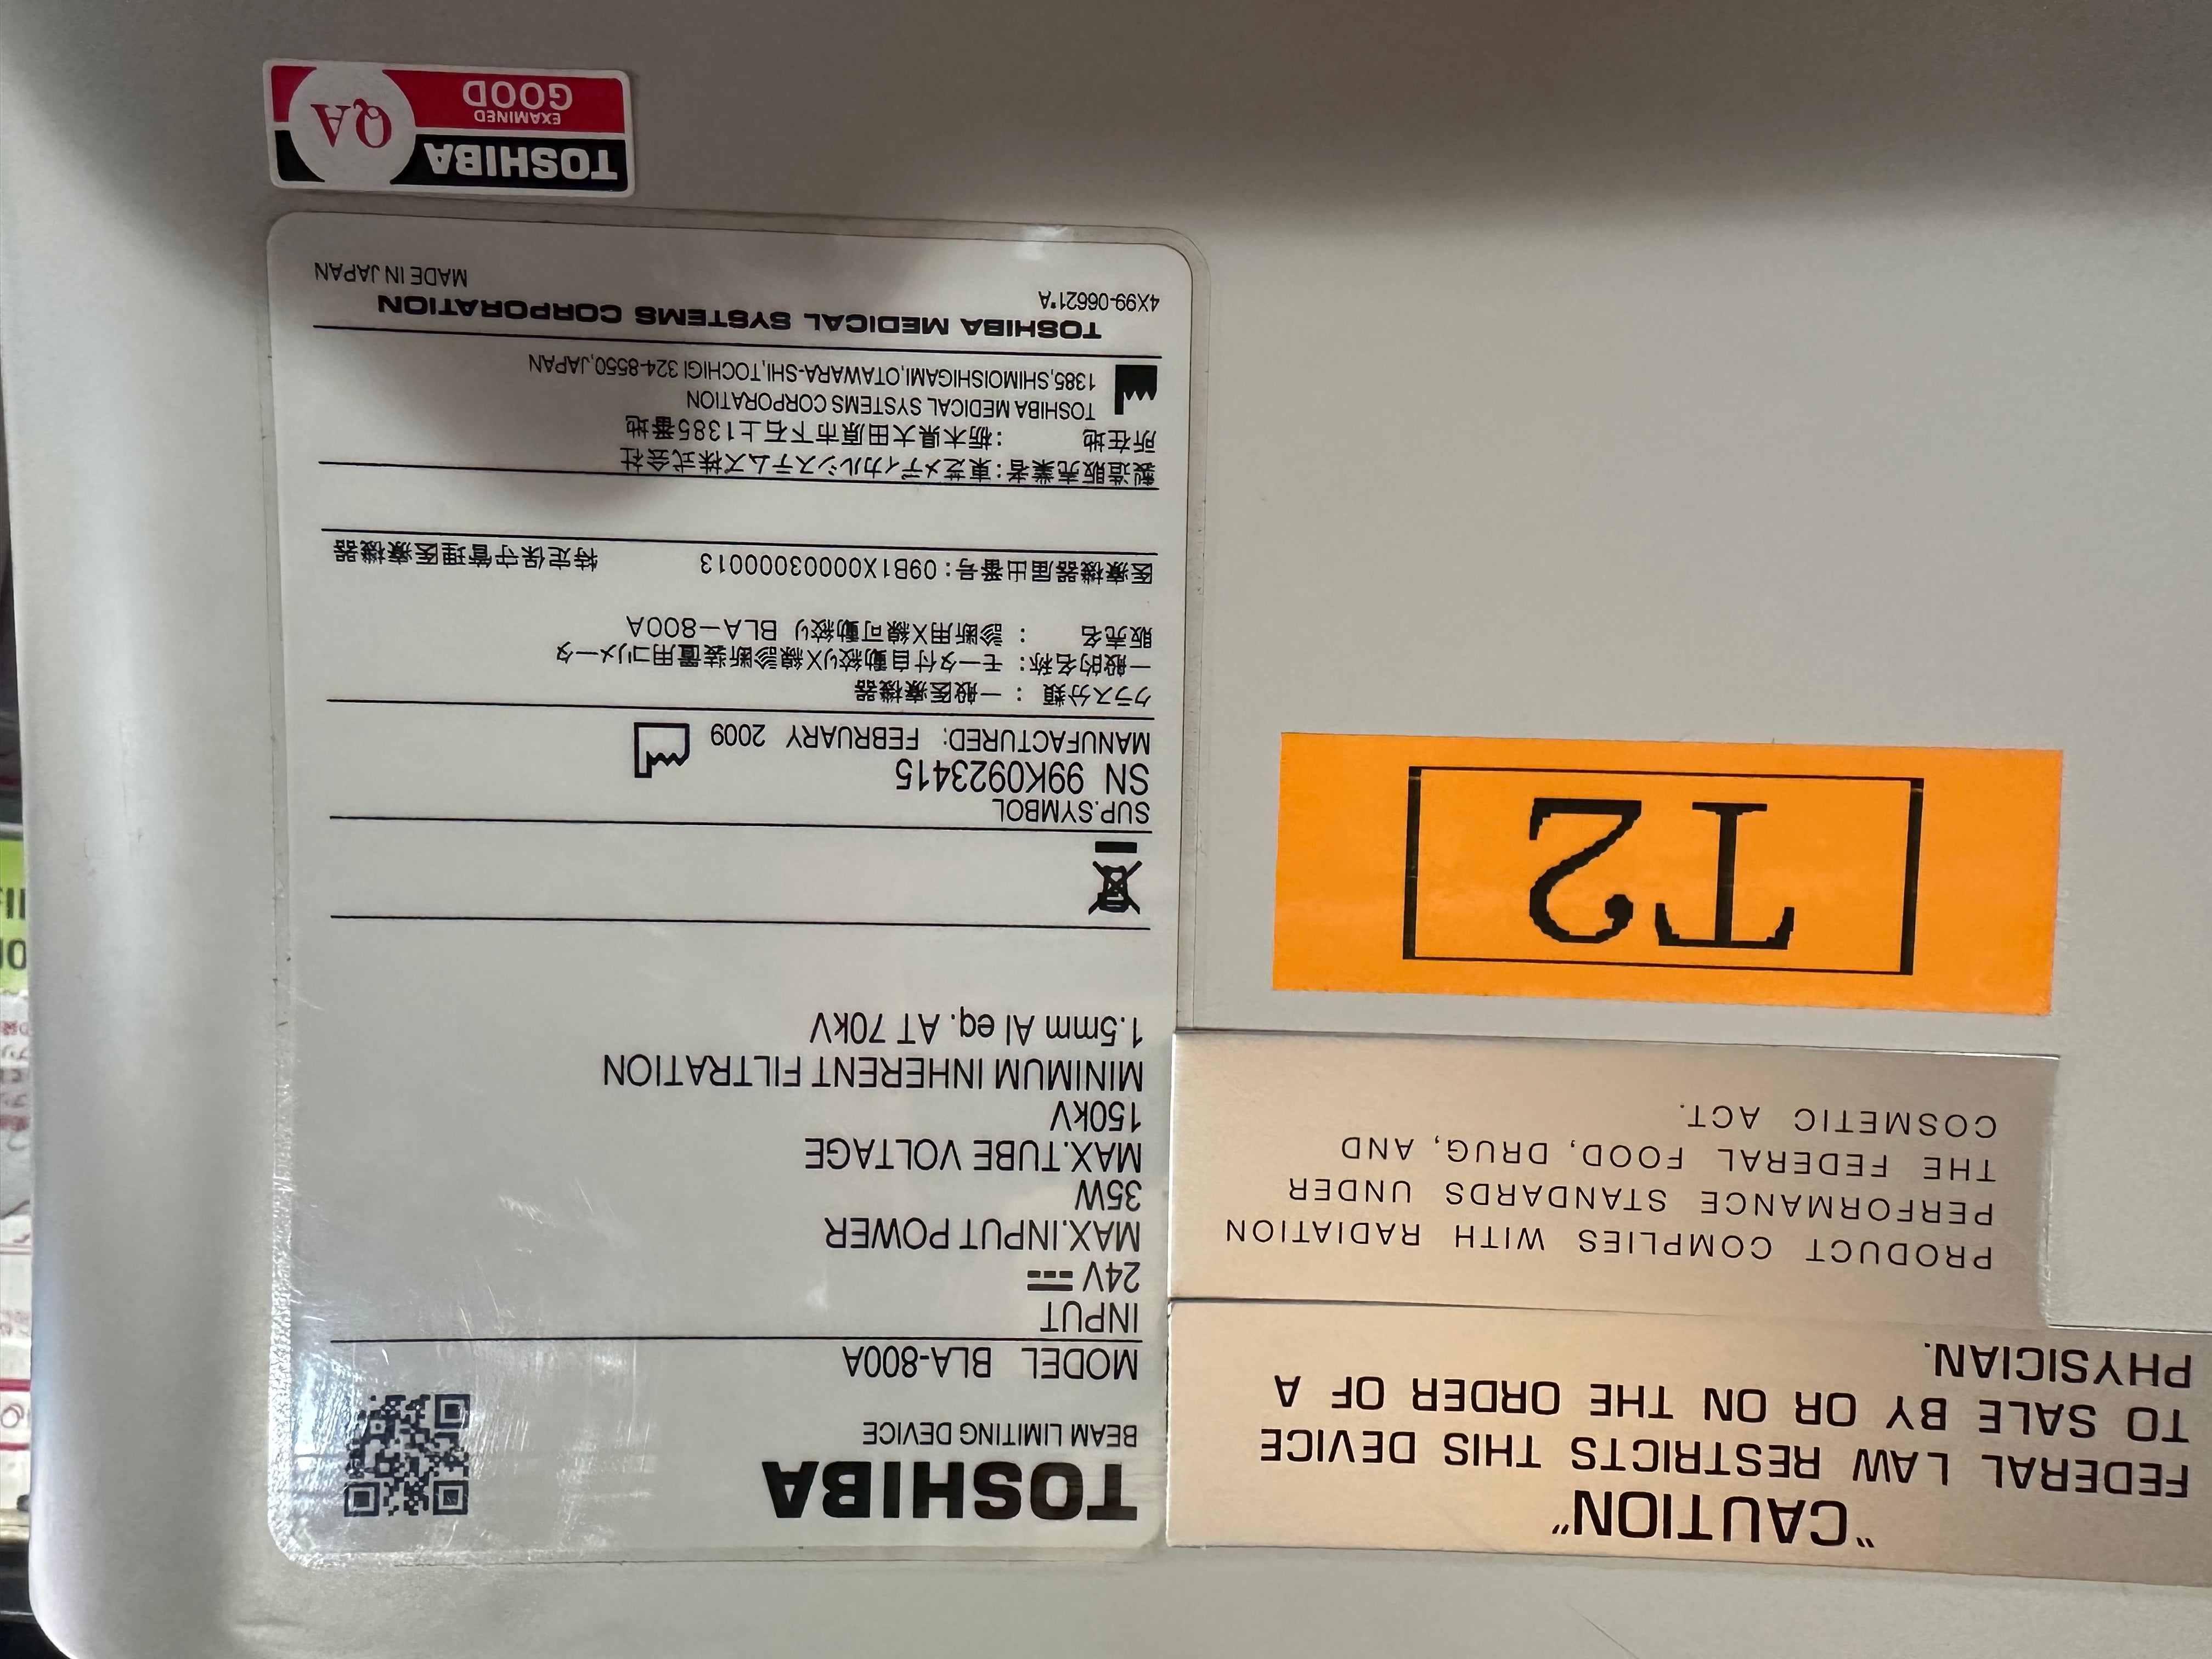 TOSHIBA
BEAM LIMITING DEVICE
MODEL BLA-800A
INPUT
24V
MAX.INPUT POWER
35W
MAX.TUBE VOLTAGE
150kV
MINIMUM INHERENT FILTRATION
1.5mm Al eq. AT 70kV
SUP.SYMBOL
SN 99K0923415
MANUFACTURED: FEBRUARY 2009
クラス分類 : 一般医療機器
一般的名称: モータ付自動絞りX線診断装置用コリメータ
販売名 : 診断用X線可動絞り BLA-800A
医療機器届出番号: 09B1X00003000013 特定保守管理医療機器
製造販売業者: 東芝メディカルシステムズ株式会社
所在地 : 栃木県大田原市下石上1385番地
TOSHIBA MEDICAL SYSTEMS CORPORATION
1385,SHIMOISHIGAMI,OTAWARA-SHI,TOCHIGI 324-8550,JAPAN
TOSHIBA MEDICAL SYSTEMS CORPORATION
4X99-06621*A MADE IN JAPAN
TOSHIBA
EXAMINED
GOOD
QA
"CAUTION"
FEDERAL LAW RESTRICTS THIS DEVICE
TO SALE BY OR ON THE ORDER OF A
PHYSICIAN.
PRODUCT COMPLIES WITH RADIATION
PERFORMANCE STANDARDS UNDER
THE FEDERAL FOOD, DRUG, AND
COSMETIC ACT.
T2